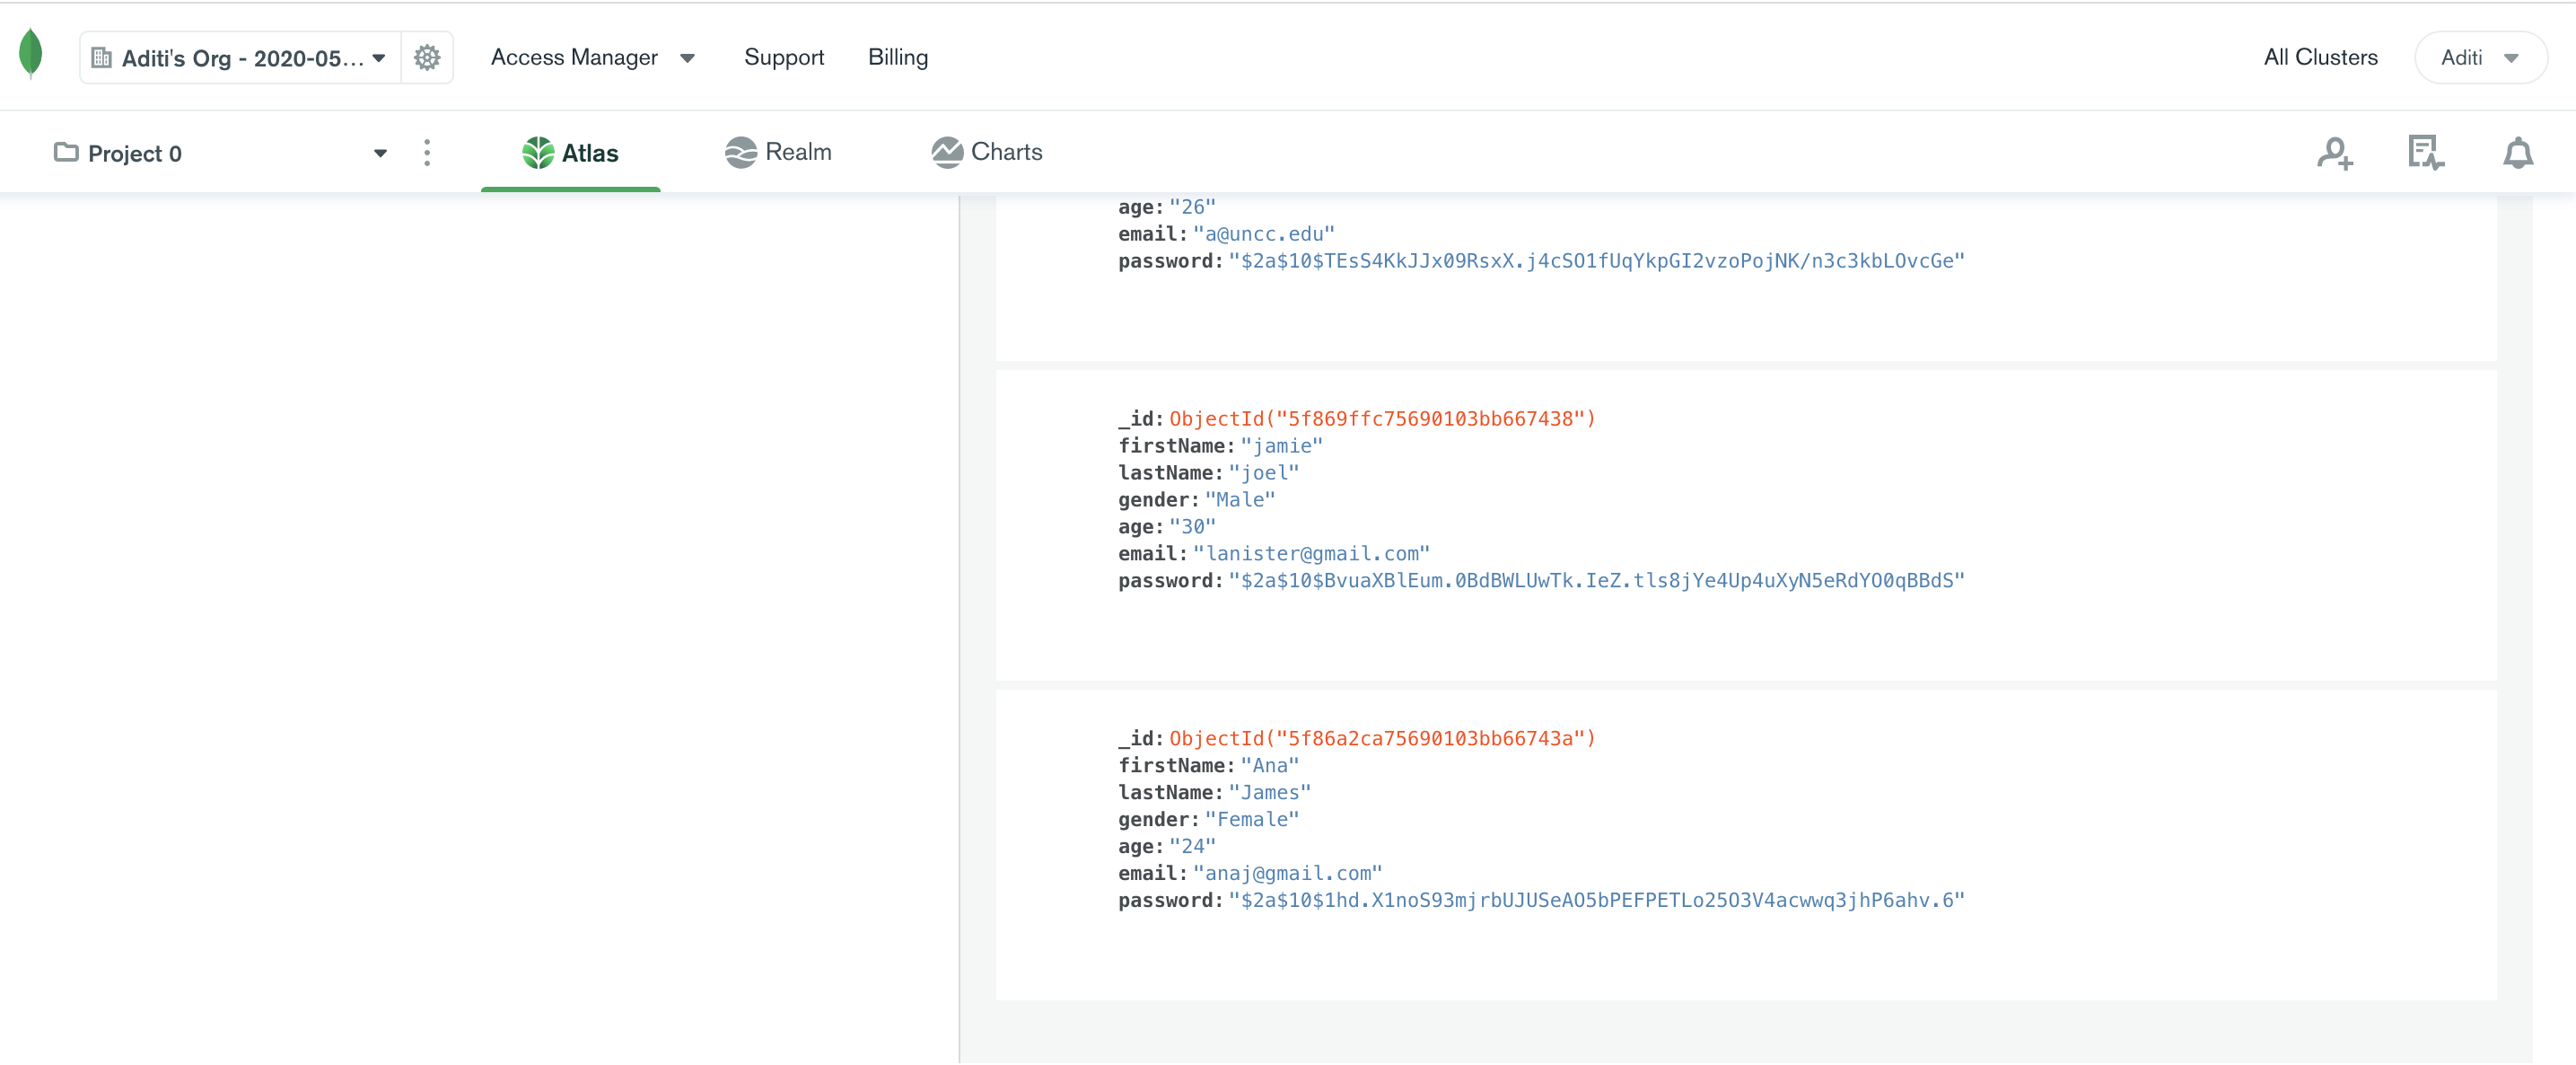 Aditi's Org - 2020-05... Access Manager Support Billing All Clusters Aditi
Project 0 Atlas Realm Charts
age: "26"
email: "a@uncc.edu"
password: "$2a$10$TEsS4KkJJx09RsxX.j4cSO1fUqYkpGI2vzoPojNK/n3c3kbLOvcGe"
_id: ObjectId("5f869ffc75690103bb667438")
firstName: "jamie"
lastName: "joel"
gender: "Male"
age: "30"
email: "lanister@gmail.com"
password: "$2a$10$BvuaXBlEum.0BdBWLUwTk.IeZ.tls8jYe4Up4uXyN5eRdYO0qBBdS"
_id: ObjectId("5f86a2ca75690103bb66743a")
firstName: "Ana"
lastName: "James"
gender: "Female"
age: "24"
email: "anaj@gmail.com"
password: "$2a$10$1hd.X1noS93mjrbUJUSeAO5bPEFPETLo25O3V4acwwq3jhP6ahv.6"